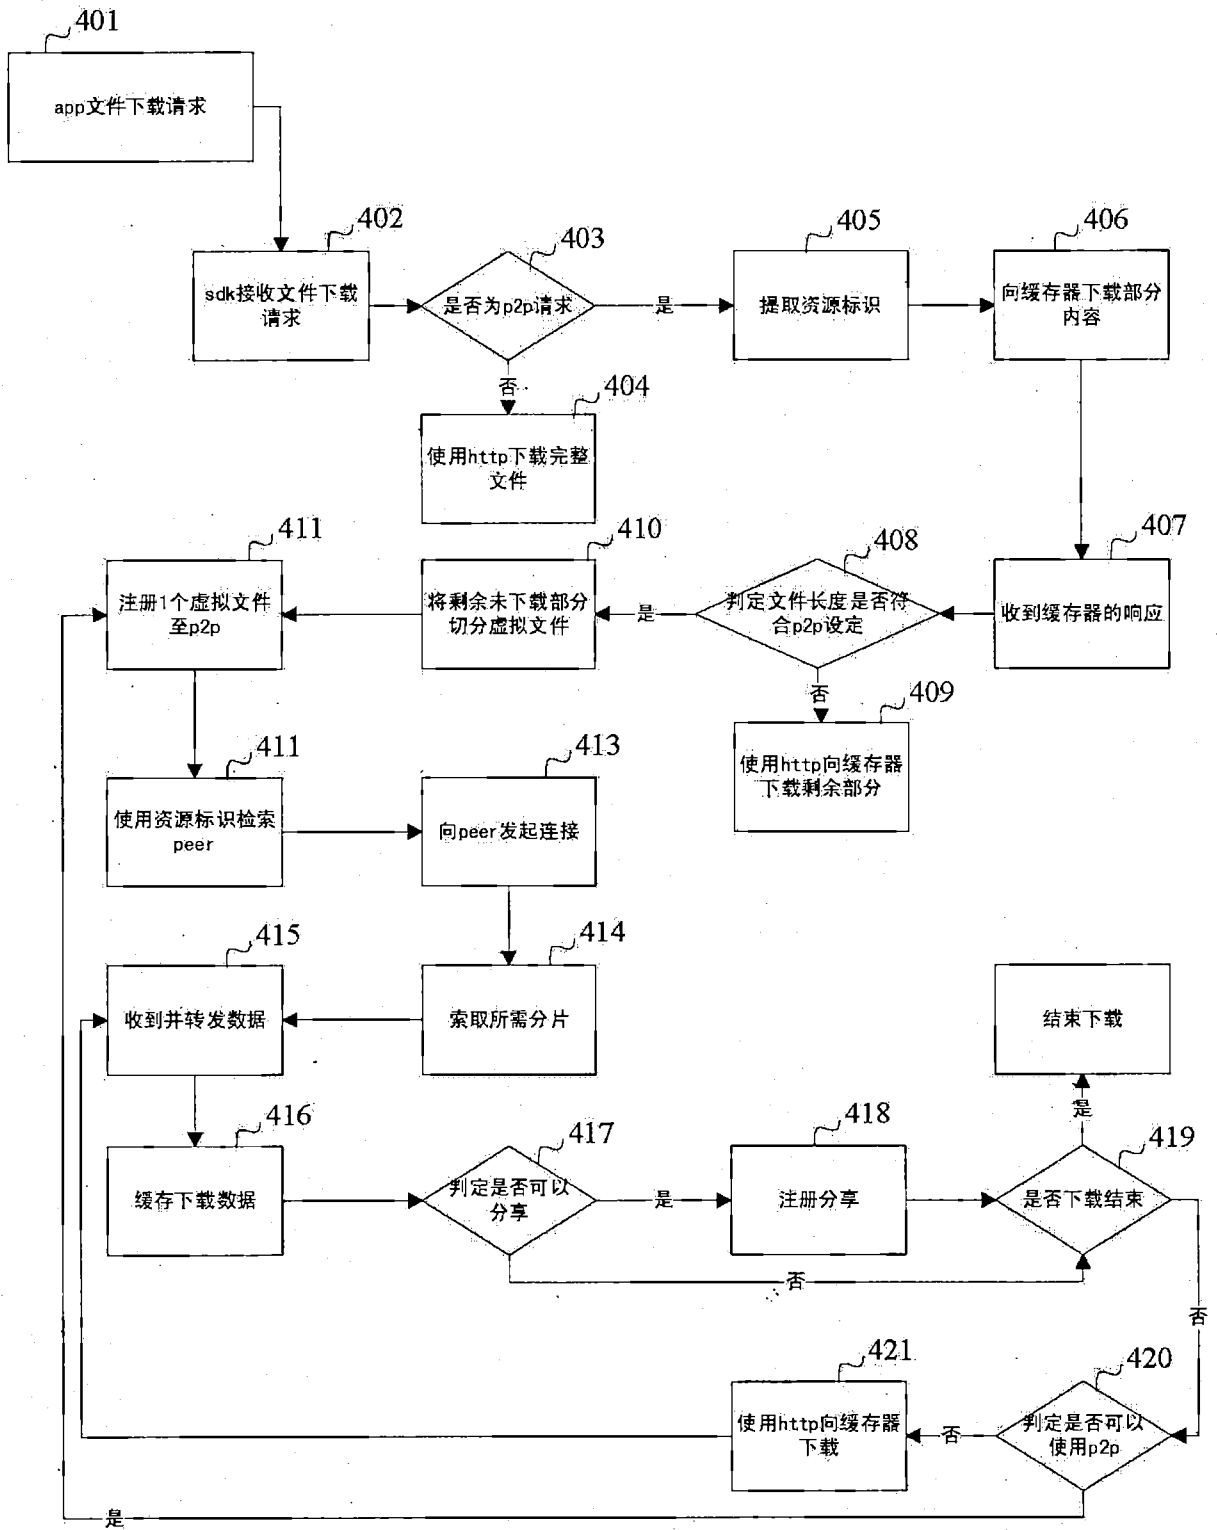 401
app文件下载请求
402
sdk接收文件下载
请求
403
是否为p2p请求
是
405
提取资源标识
406
向缓存器下载部分
内容
否
404
使用http下载完整
文件
411
注册1个虚拟文件
至p2p
410
将剩余未下载部分
切分虚拟文件
是
408
判定文件长度是否符
合p2p设定
407
收到缓存器的响应
否
409
使用http向缓存器
下载剩余部分
411
使用资源标识检索
peer
413
向peer发起连接
415
收到并转发数据
414
索取所需分片
结束下载
是
416
缓存下载数据
417
判定是否可以
分享
是
418
注册分享
419
是否下载结束
否
否
421
使用http向缓存器
下载
否
420
判定是否可以
使用p2p
是